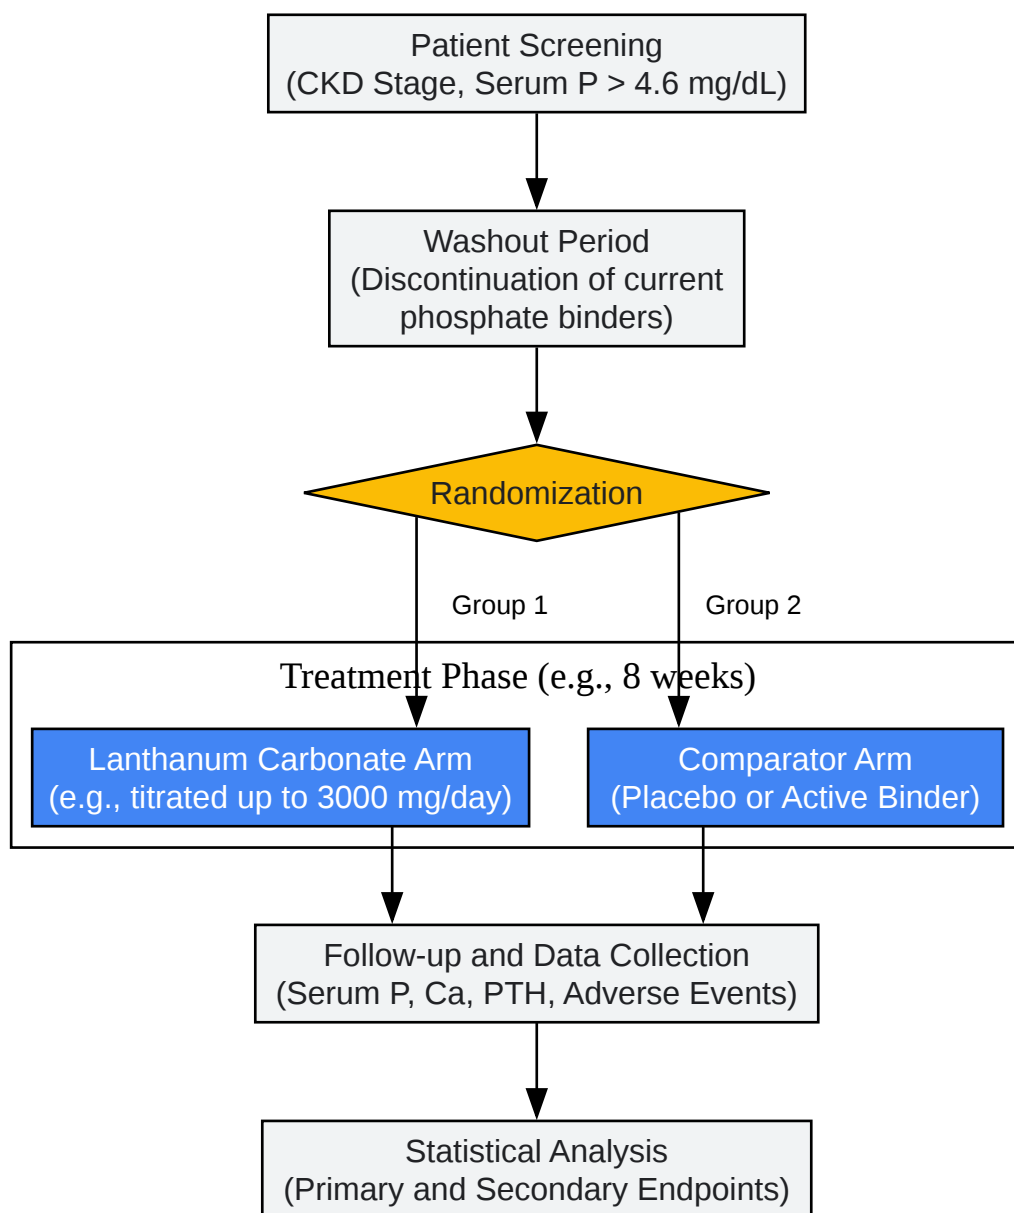 Patient Screening
(CKD Stage, Serum P > 4.6 mg/dL)
Washout Period
(Discontinuation of current
phosphate binders)
Randomization
Group 1
Group 2
Treatment Phase (e.g., 8 weeks)
Lanthanum Carbonate Arm
(e.g., titrated up to 3000 mg/day)
Comparator Arm
(Placebo or Active Binder)
Follow-up and Data Collection
(Serum P, Ca, PTH, Adverse Events)
Statistical Analysis
(Primary and Secondary Endpoints)